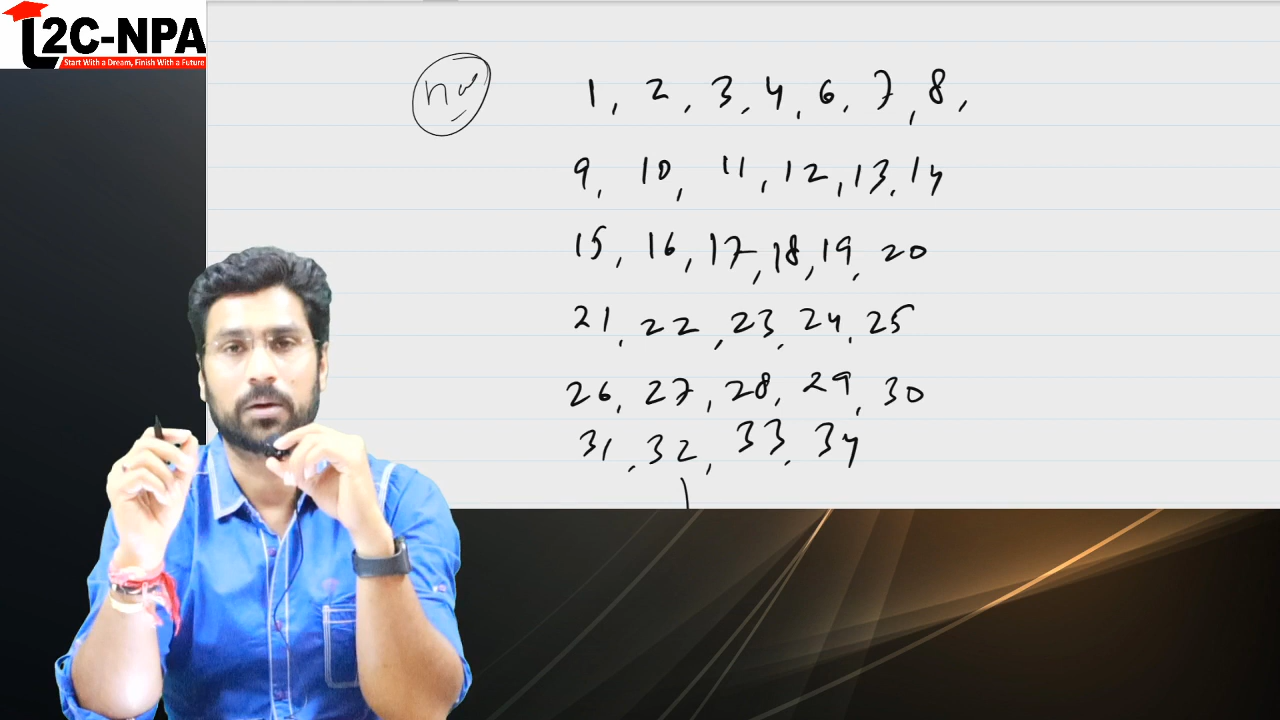 2C-NPA
Start With a Dream, Finish With a Future
1, 2, 3, 4, 6, 7, 8,
9, 10, 11, 12, 13, 14
15, 16, 17, 18, 19, 20
21, 22, 23, 24, 25
26, 27, 28, 29, 30
31, 32, 33, 34